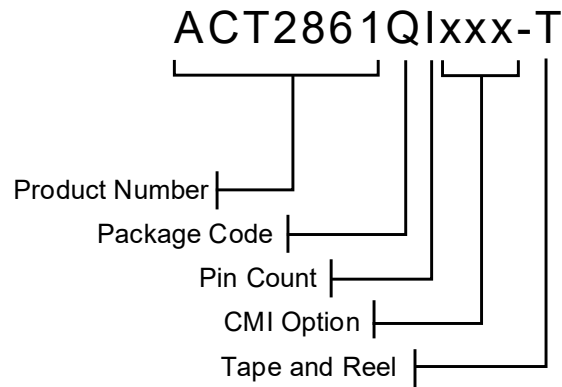 ACT2861QIxxx-T
Product Number
Package Code
Pin Count
CMI Option
Tape and Reel